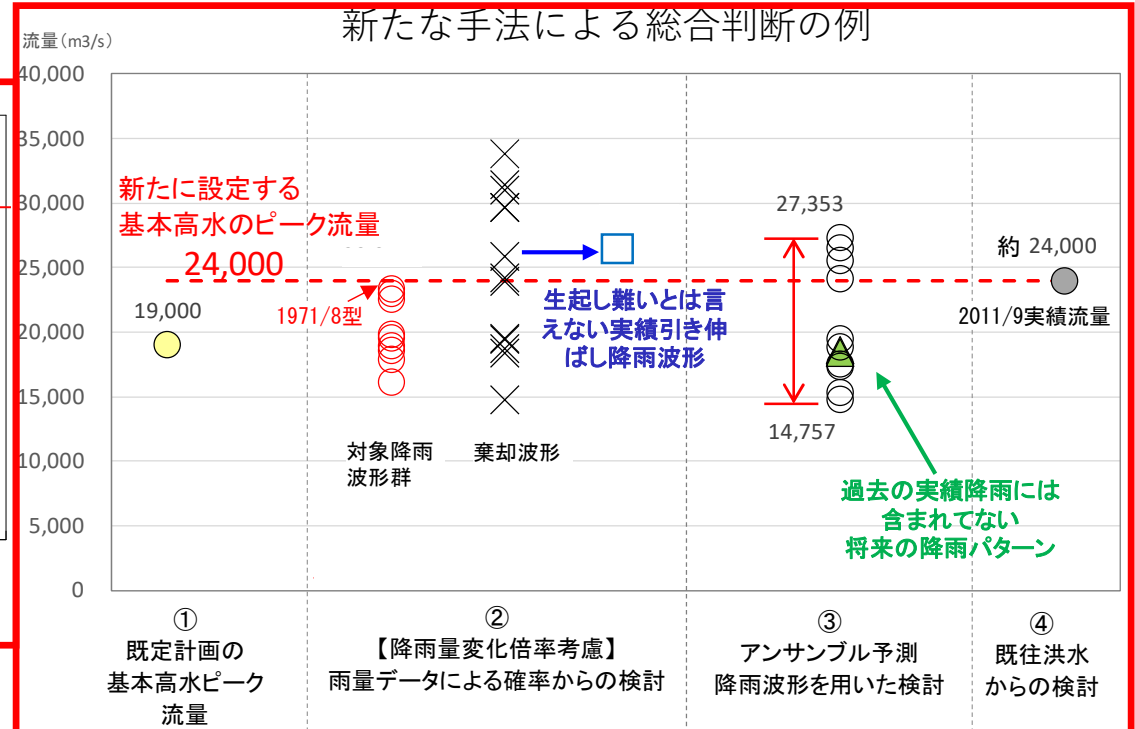 新たな手法による総合判断の例
流量(m3/s)
40,000
35,000
30,000
25,000
20,000
15,000
10,000
5,000
0
新たに設定する
基本高水のピーク流量
24,000
19,000
1971/8型
対象降雨
波形群
棄却波形
生起し難いとは言
えない実績引き伸
ばし降雨波形
27,353
14,757
過去の実績降雨には
含まれてない
将来の降雨パターン
約 24,000
2011/9実績流量
①
既定計画の
基本高水ピーク
流量
②
【降雨量変化倍率考慮】
雨量データによる確率からの検討
③
アンサンブル予測
降雨波形を用いた検討
④
既往洪水
からの検討